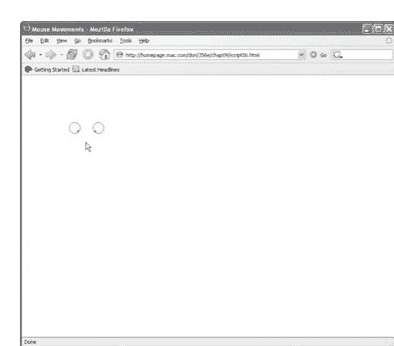 Mouse Movements - Mozilla Firefox
File Edit View Go Bookmarks Tools Help
Go
Getting Started Latest Headlines
Done